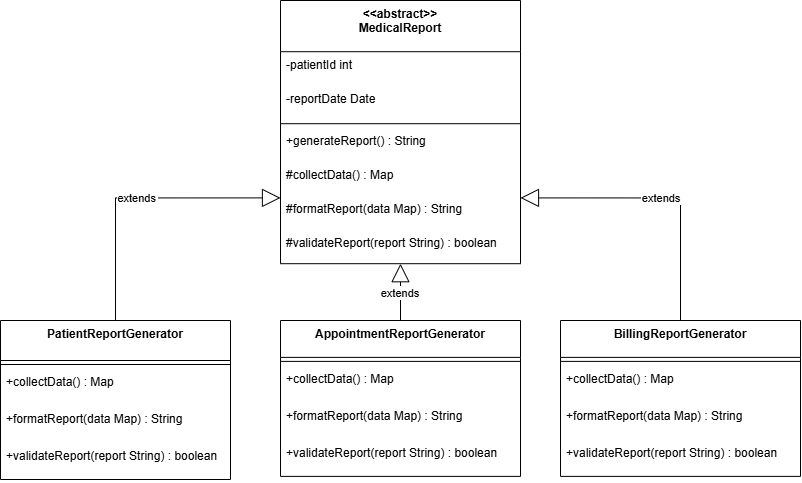 <<abstract>>
MedicalReport
-patientId int
-reportDate Date
+generateReport() : String
#collectData() : Map
#formatReport(data Map) : String
#validateReport(report String) : boolean
extends
extends
extends
PatientReportGenerator
+collectData() : Map
+formatReport(data Map) : String
+validateReport(report String) : boolean
AppointmentReportGenerator
+collectData() : Map
+formatReport(data Map) : String
+validateReport(report String) : boolean
BillingReportGenerator
+collectData() : Map
+formatReport(data Map) : String
+validateReport(report String) : boolean